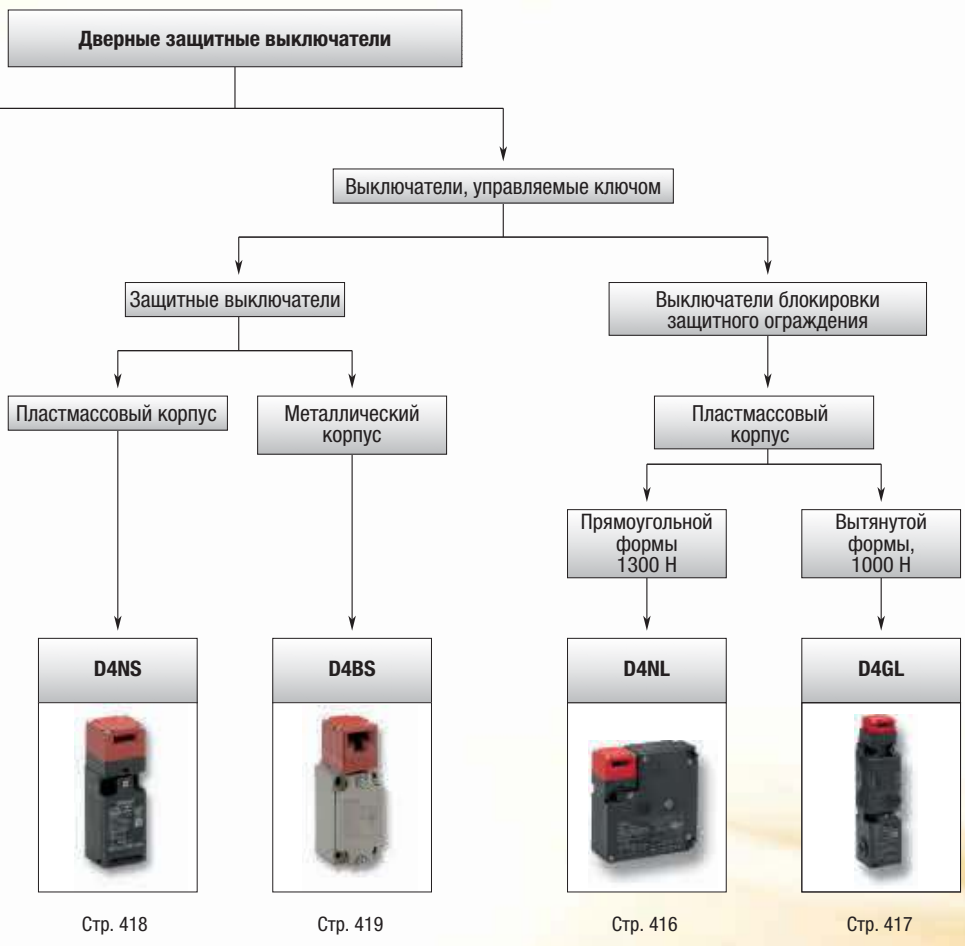 Дверные защитные выключатели
Выключатели, управляемые ключом
Защитные выключатели
Выключатели блокировки
защитного ограждения
Пластмассовый корпус
Металлический
корпус
Пластмассовый
корпус
Прямоугольной
формы
1300 Н
Вытянутой
формы,
1000 Н
D4NS
D4BS
D4NL
D4GL
Стр. 418
Стр. 419
Стр. 416
Стр. 417